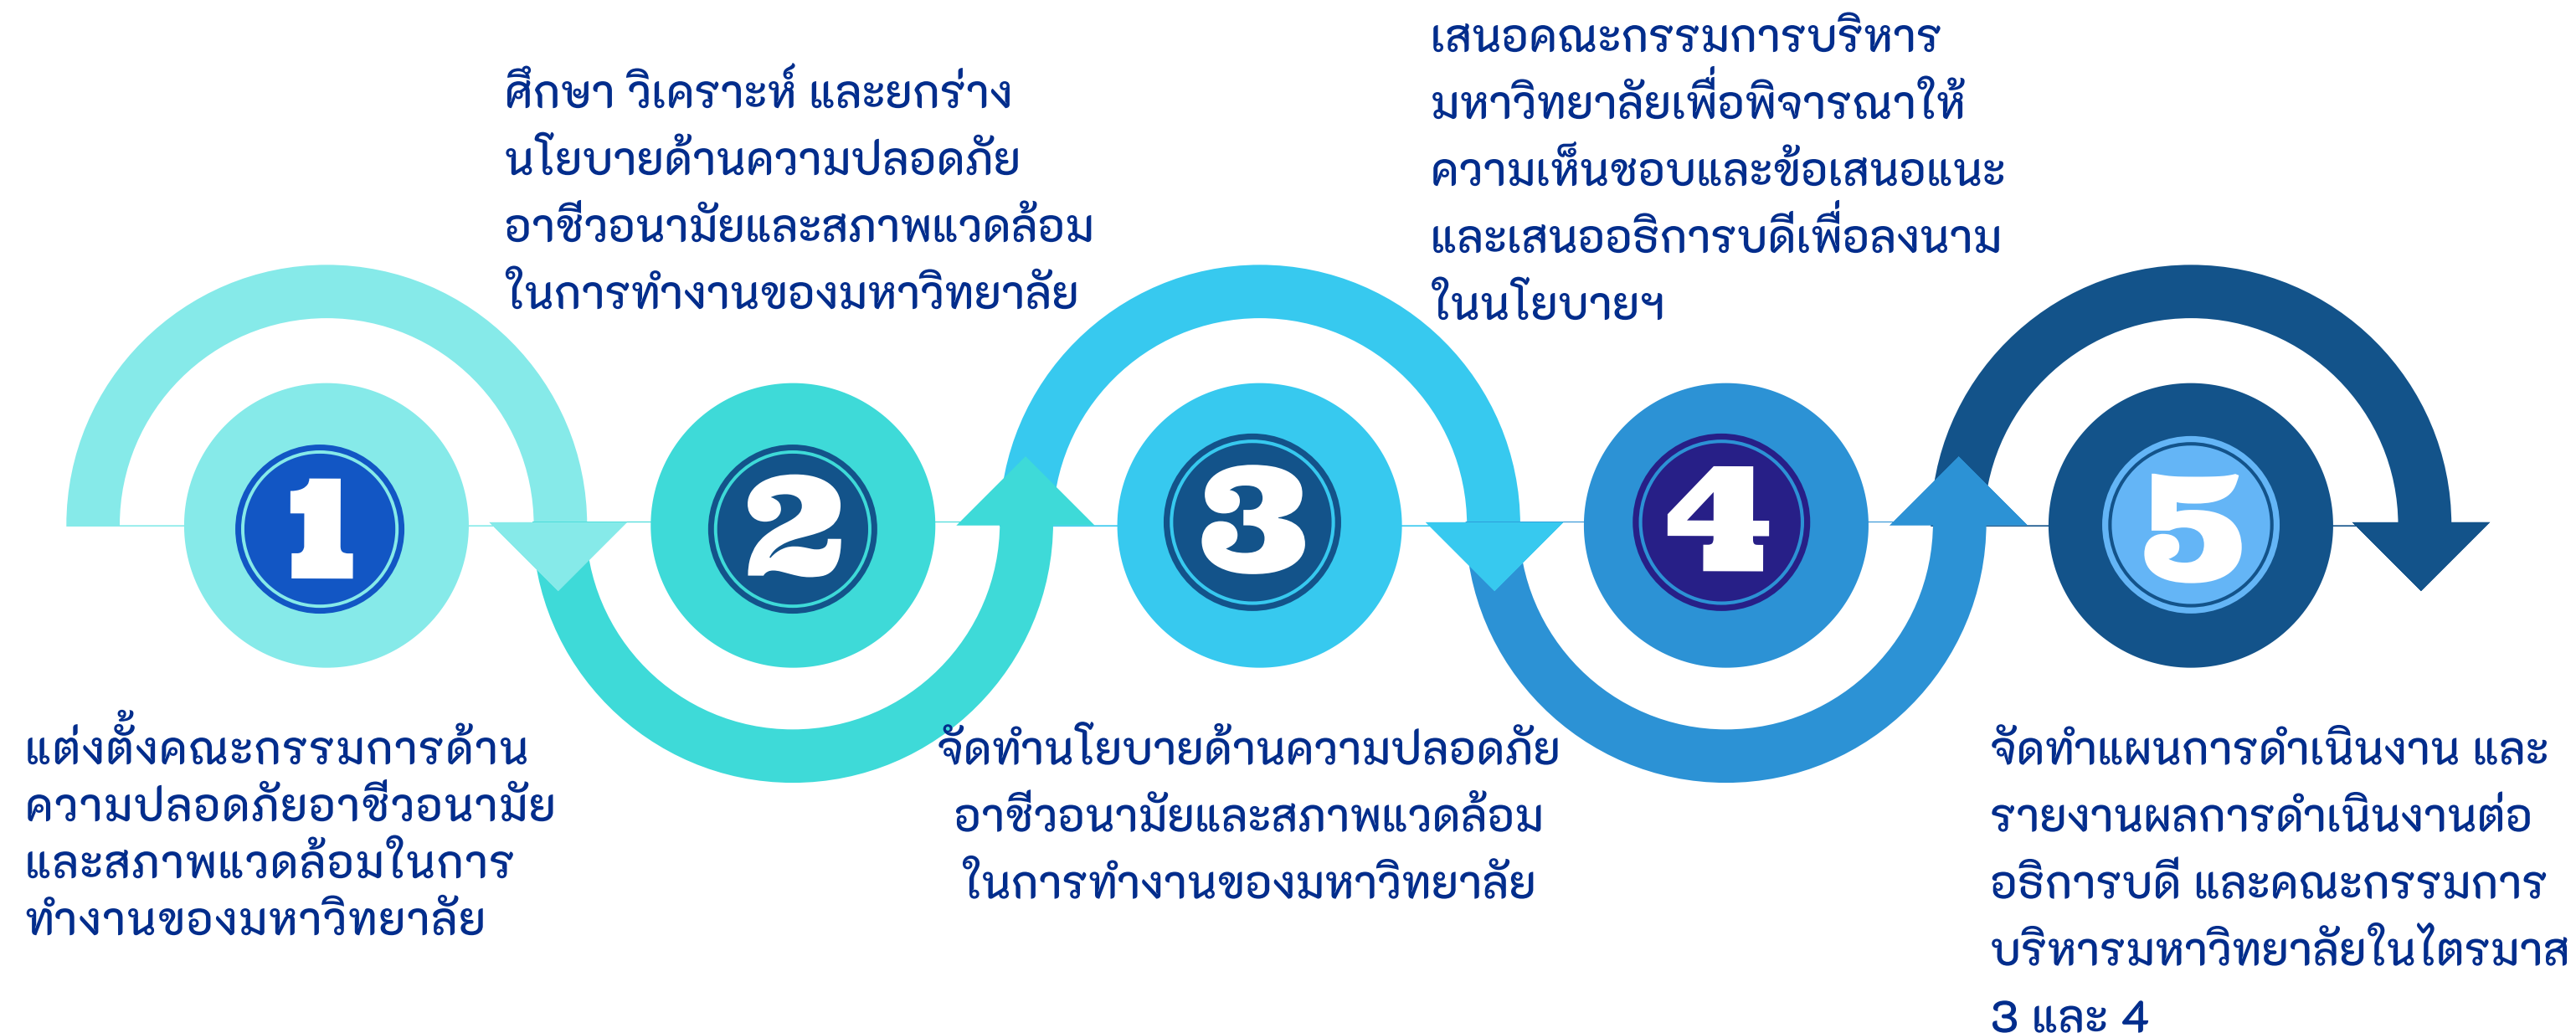 1
แต่งตั้งคณะกรรมการด้าน
ความปลอดภัยอาชีวอนามัย
และสภาพแวดล้อมในการ
ทำงานของมหาวิทยาลัย
2
ศึกษา วิเคราะห์ และยกร่าง
นโยบายด้านความปลอดภัย
อาชีวอนามัยและสภาพแวดล้อม
ในการทำงานของมหาวิทยาลัย
3
จัดทำนโยบายด้านความปลอดภัย
อาชีวอนามัยและสภาพแวดล้อม
ในการทำงานของมหาวิทยาลัย
4
เสนอคณะกรรมการบริหาร
มหาวิทยาลัยเพื่อพิจารณาให้
ความเห็นชอบและข้อเสนอแนะ
และเสนออธิการบดีเพื่อลงนาม
ในนโยบายฯ
5
จัดทำแผนการดำเนินงาน และ
รายงานผลการดำเนินงานต่อ
อธิการบดี และคณะกรรมการ
บริหารมหาวิทยาลัยในไตรมาส
3 และ 4